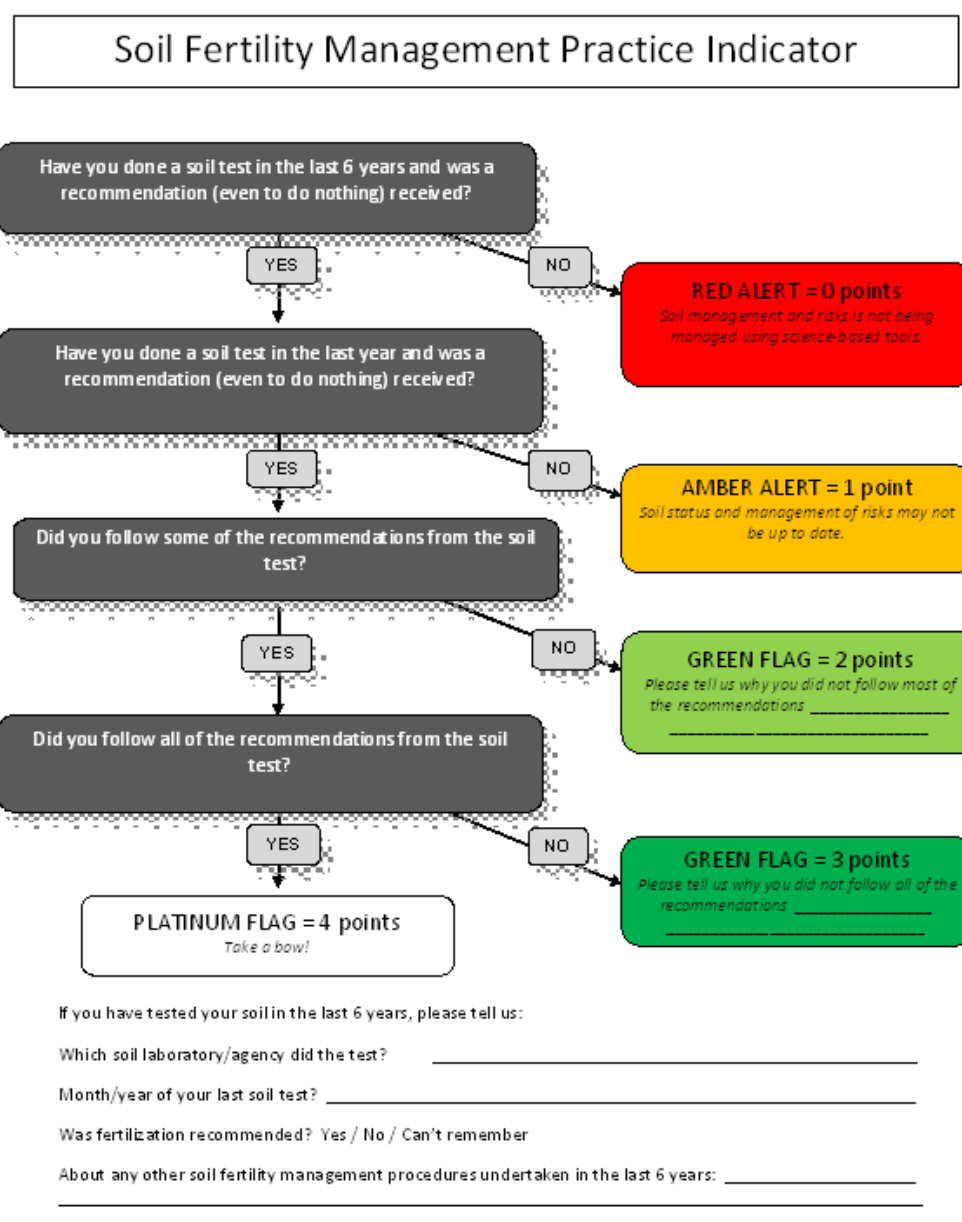 Soil Fertility Management Practice Indicator
Have you done a soil test in the last 6 years and was a
recommendation (even to do nothing) received?
YES
NO
RED ALERT = 0 points
Soil management and risks is not being
managed using science-based tools.
Have you done a soil test in the last year and was a
recommendation (even to do nothing) received?
YES
NO
AMBER ALERT = 1 point
Soil status and management of risks may not
be up to date.
Did you follow some of the recommendations from the soil
test?
YES
NO
GREEN FLAG = 2 points
Please tell us why you did not follow most of
the recommendations ________________
______________________________
Did you follow all of the recommendations from the soil
test?
YES
NO
GREEN FLAG = 3 points
Please tell us why you did not follow all of the
recommendations ________________
______________________________
PLATINUM FLAG = 4 points
Take a bow!
If you have tested your soil in the last 6 years, please tell us:
Which soil laboratory/agency did the test? ______________________________
Month/year of your last soil test? ______________________________
Was fertilization recommended? Yes / No / Can't remember
About any other soil fertility management procedures undertaken in the last 6 years: ________________